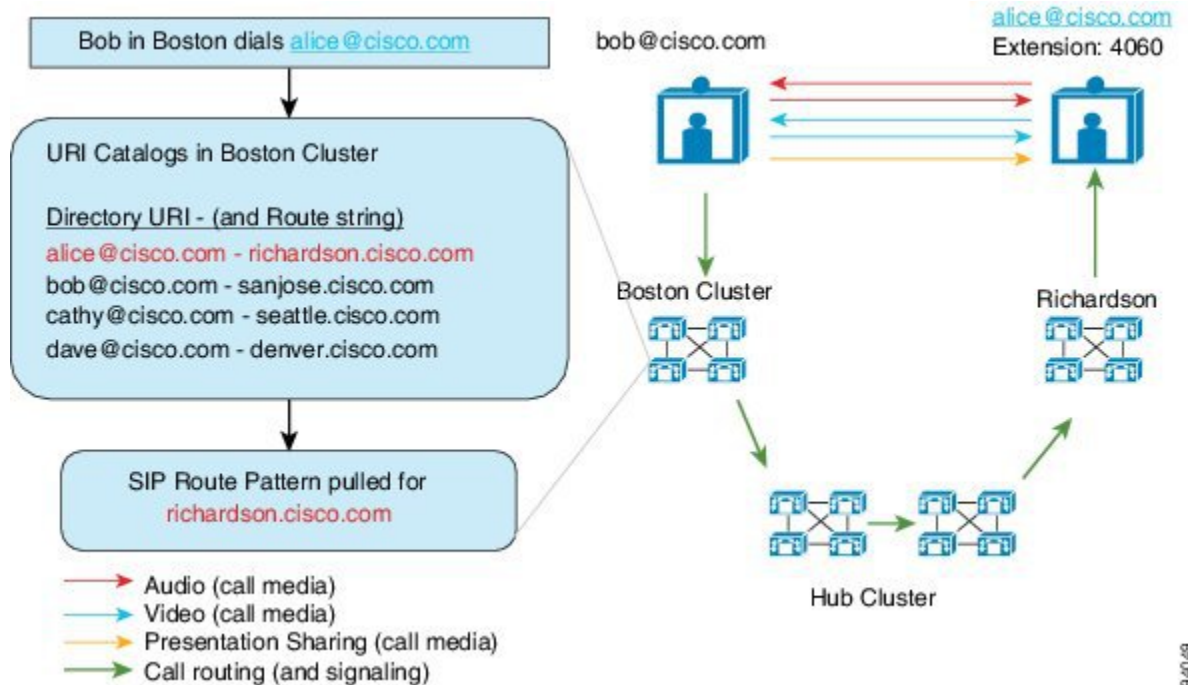 Bob in Boston dials alice@cisco.com
URI Catalogs in Boston Cluster
Directory URI - (and Route string)
alice@cisco.com - richardson.cisco.com
bob@cisco.com - sanjose.cisco.com
cathy@cisco.com - seattle.cisco.com
dave@cisco.com - denver.cisco.com
SIP Route Pattern pulled for
richardson.cisco.com
Audio (call media)
Video (call media)
Presentation Sharing (call media)
Call routing (and signaling)
bob@cisco.com
alice@cisco.com
Extension: 4060
Boston Cluster
Richardson
Hub Cluster